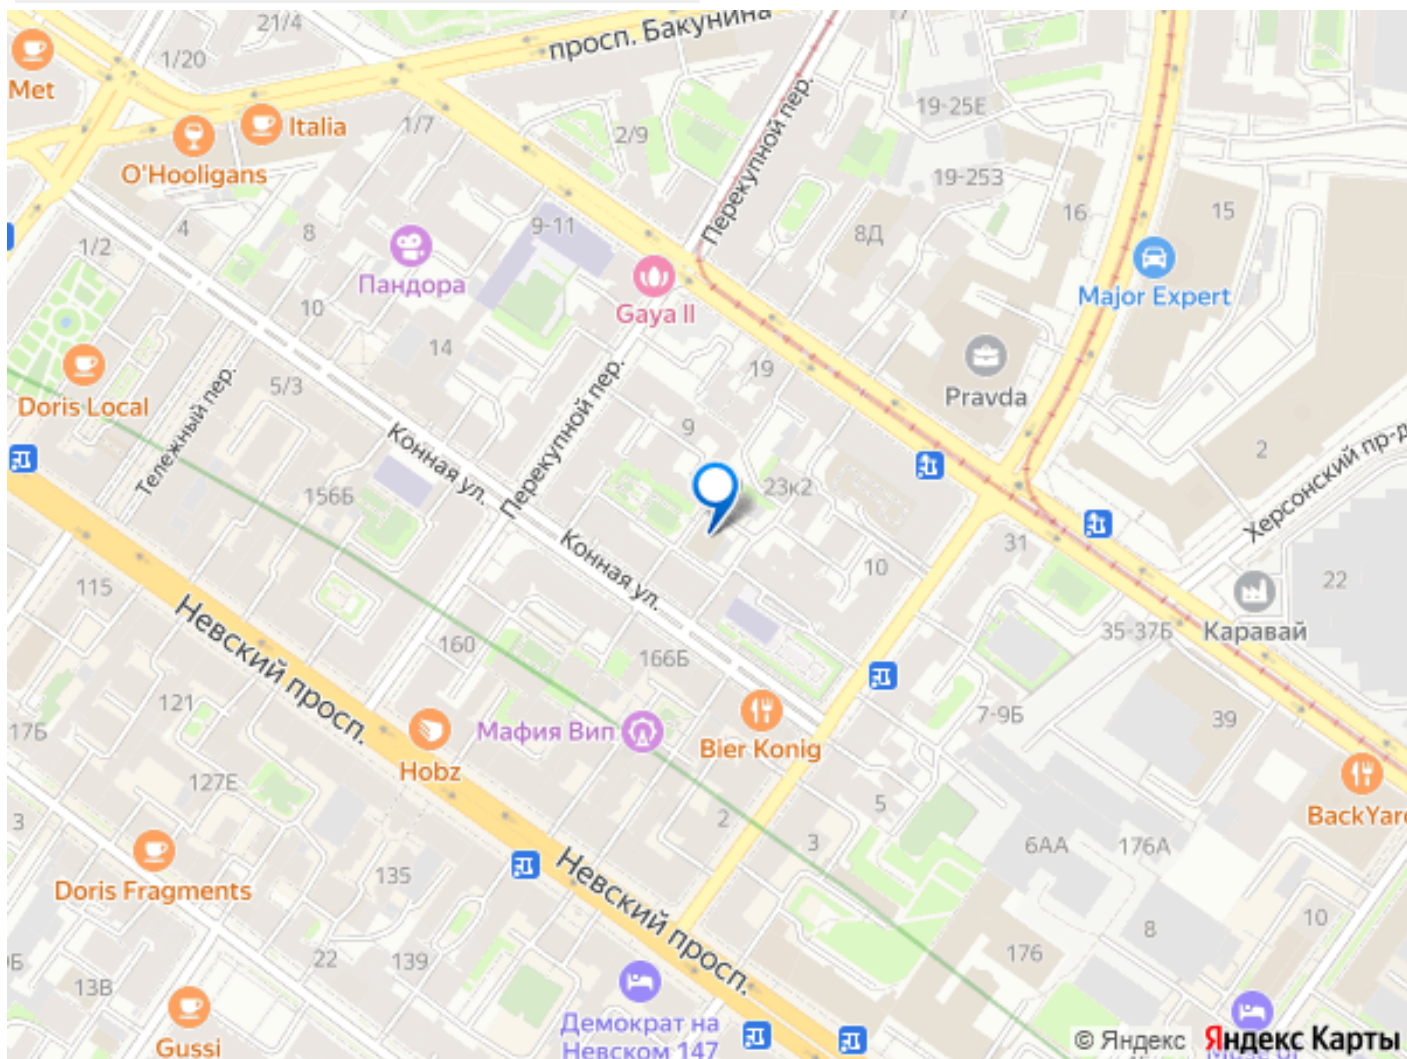 21/4
просп. Бакунина
17
1/20
Met
19-25Е
Italia
1/7
2/9
Перекупной пер.
O'Hooligans
19-253
4
8
9-11
8Д
16
15
1/2
Пандора
Gaya II
Major Expert
10
14
19
Pravda
5/3
Doris Local
Тележный пер.
Конная ул.
Перекупной пер.
9
2
Херсонский пр-д
156Б
23к2
Конная ул.
31
10
22
115
Невский просп.
160
166Б
35-37Б
Каравай
121
17Б
Мафия Вип
Bier Konig
7-9Б
39
Hobz
127Е
5
2
3
BackYard
3
6АА
176А
135
Doris Fragments
Невский просп.
10
8
22
139
176
13В
Gussi
Демократ на
Невском 147
© Яндекс
Яндекс Карты